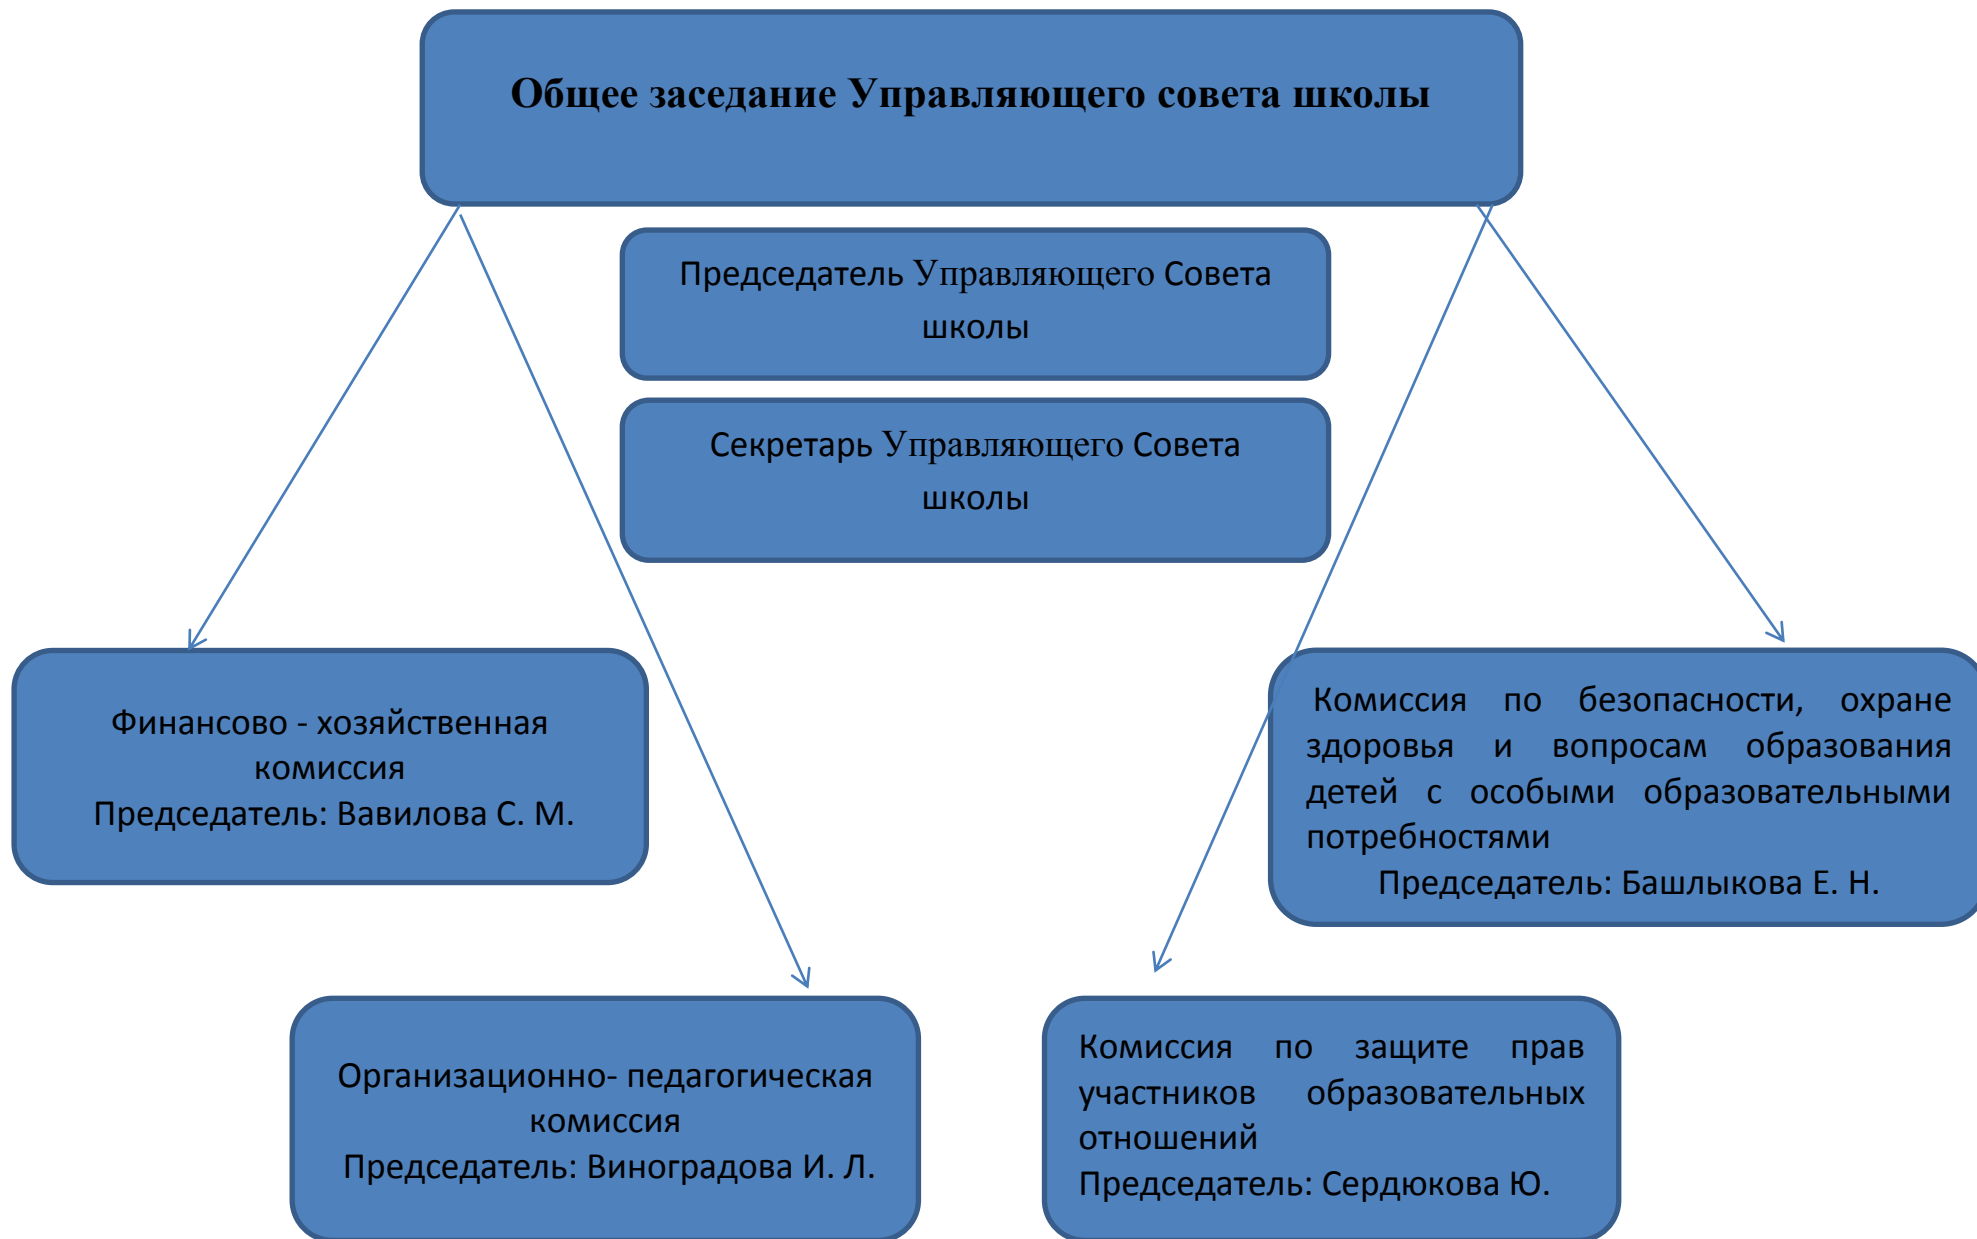 Общее заседание Управляющего совета школы
Председатель Управляющего Совета
школы
Секретарь Управляющего Совета
школы
Финансово - хозяйственная
комиссия
Председатель: Вавилова С. М.
Комиссия по безопасности, охране
здоровья и вопросам образования
детей с особыми образовательными
потребностями
Председатель: Башлыкова Е. Н.
Организационно- педагогическая
комиссия
Председатель: Виноградова И. Л.
Комиссия по защите прав
участников образовательных
отношений
Председатель: Сердюкова Ю.